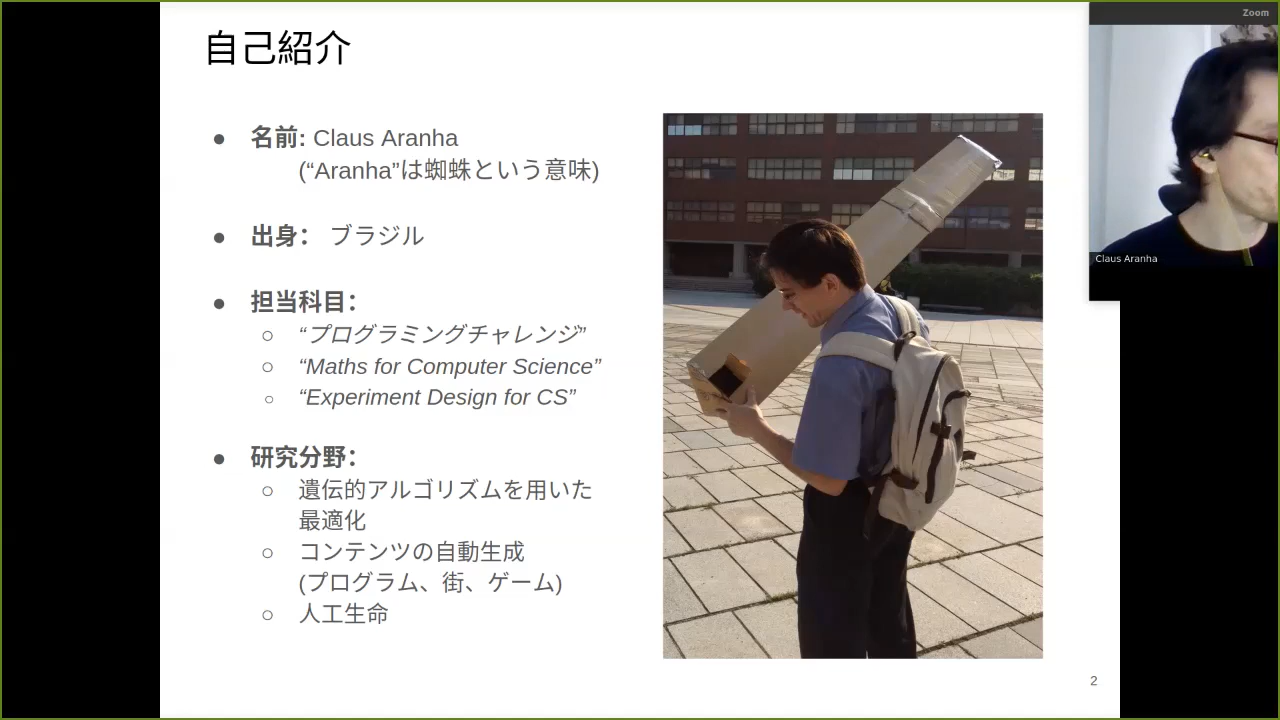 自己紹介
● 名前: Claus Aranha
(“Aranha”は蜘蛛という意味)
● 出身： ブラジル
● 担当科目：
○ “プログラミングチャレンジ”
○ “Maths for Computer Science”
○ “Experiment Design for CS”
● 研究分野：
○ 遺伝的アルゴリズムを用いた
最適化
○ コンテンツの自動生成
(プログラム、街、ゲーム)
○ 人工生命
2
Zoom
Claus Aranha